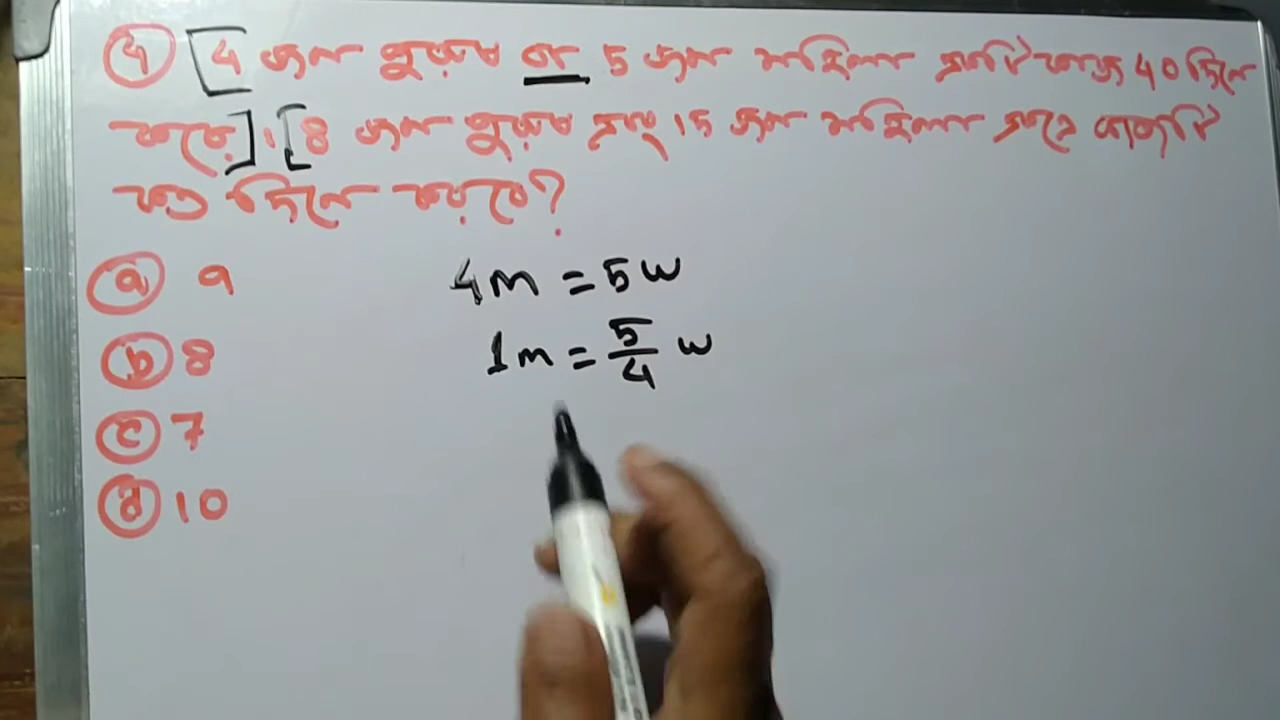 ৭ [4 জন পুরুষ বা 5 জন মহিলা একটি কাজ 40 দিনে
করে]। [8 জন পুরুষ এবং 15 জন মহিলা ঐ কাজটি
কত দিনে করবে?
a 9
b 8
c 7
d 10
4m = 5w
1m = 5/4 w